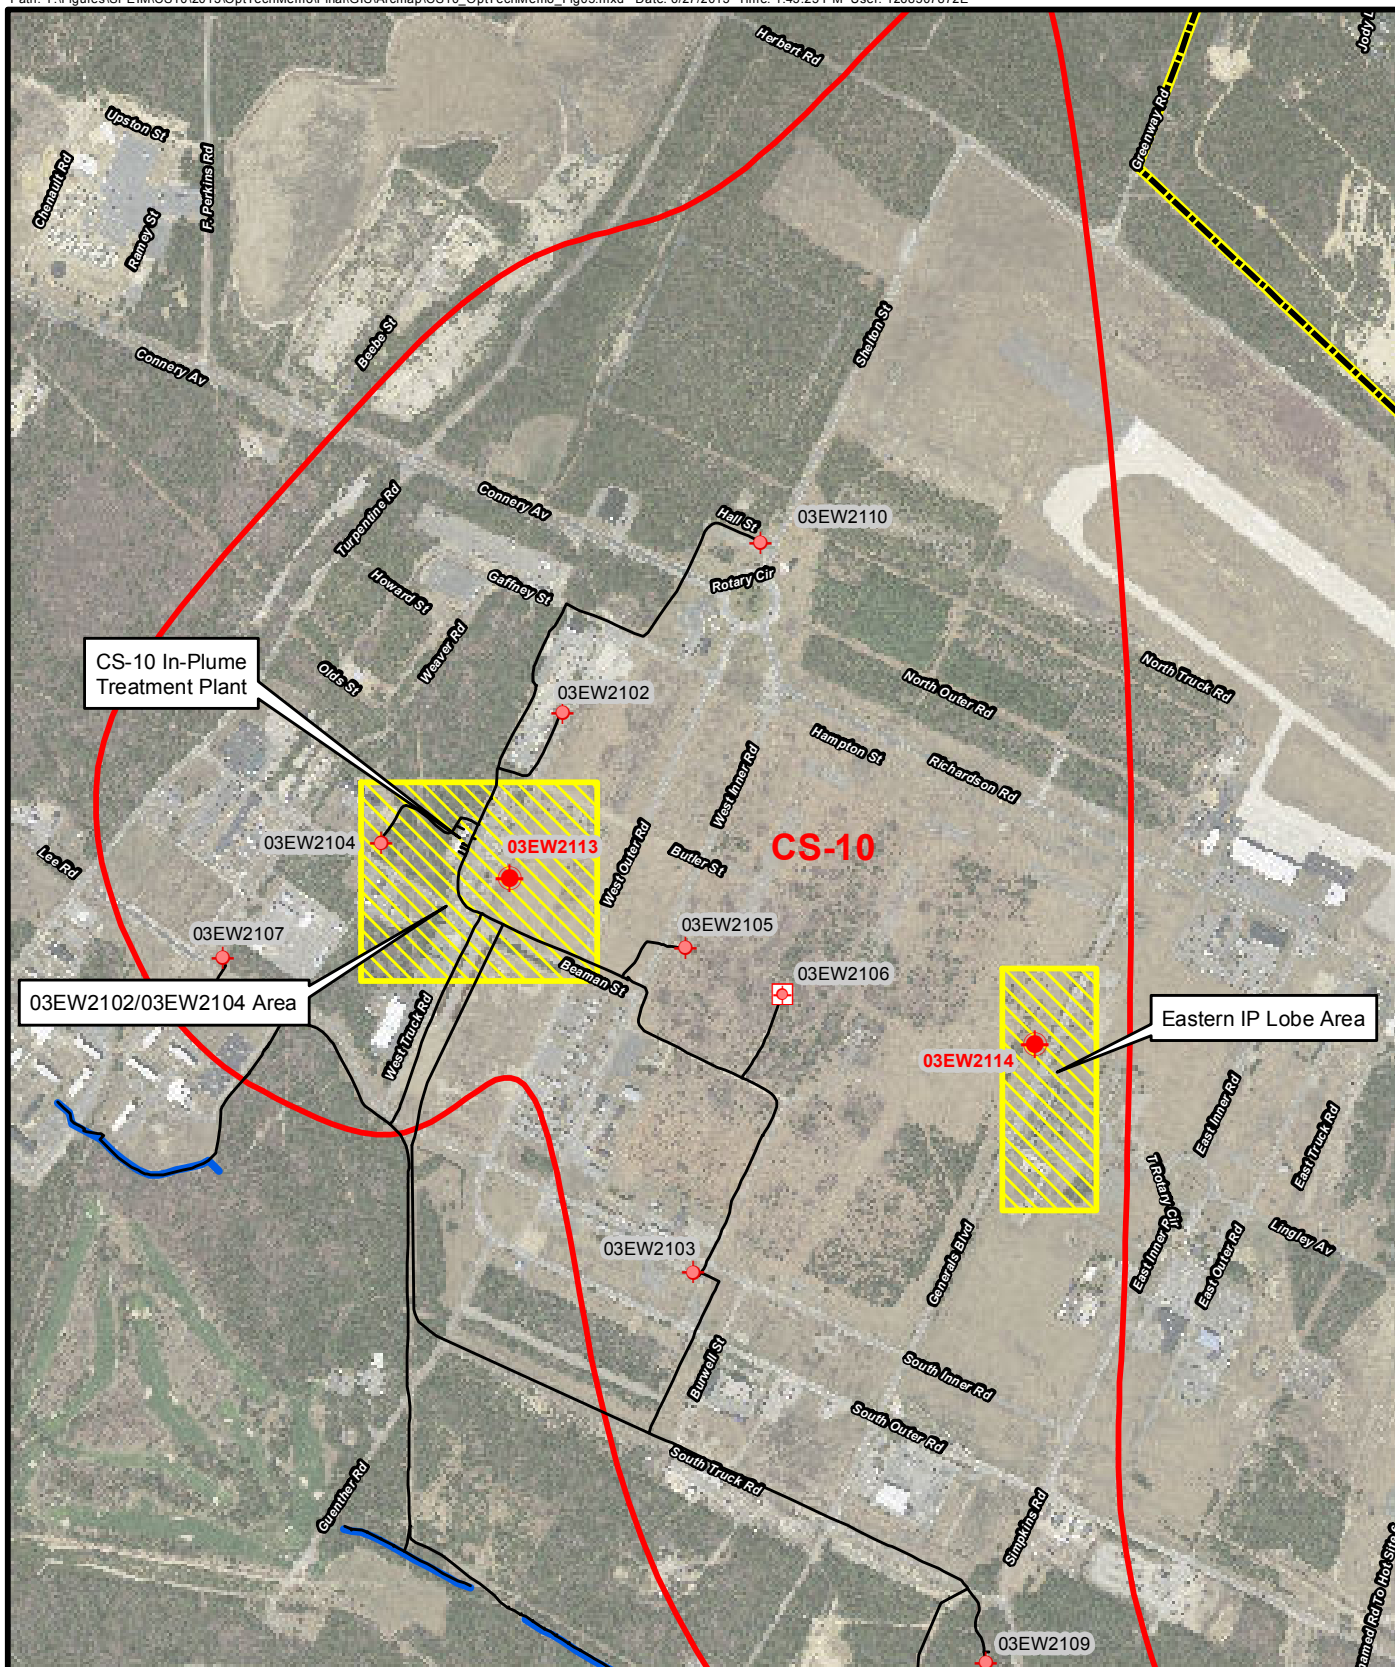 Herbert Rd
Jody
Upston St
Chenault Rd
F. Perkins Rd
Ramey St
Greenway Rd
Beebe St
Connery Av
Shelton St
Turpentine Rd
Connery Av
Hall St
03EW2110
Howard St
Gaffney St
Rotary Cir
Weaver Rd
Olds St
CS-10 In-Plume
Treatment Plant
03EW2102
North Truck Rd
North Outer Rd
Hampton St
West Inner Rd
Richardson Rd
03EW2104
03EW2113
CS-10
West Outer Rd
Butler St
Lee Rd
03EW2107
03EW2105
03EW2106
Beaman St
03EW2102/03EW2104 Area
West Truck Rd
Eastern IP Lobe Area
03EW2114
East Inner Rd
East Truck Rd
T Rotary Cir
East Inner R
East Outer Rd
Lingley Av
03EW2103
Generals Blvd
Burwell St
South Inner Rd
South Outer Rd
South Truck Rd
Guenther Rd
Simpkins Rd
named Rd To Hot Site
03EW2109